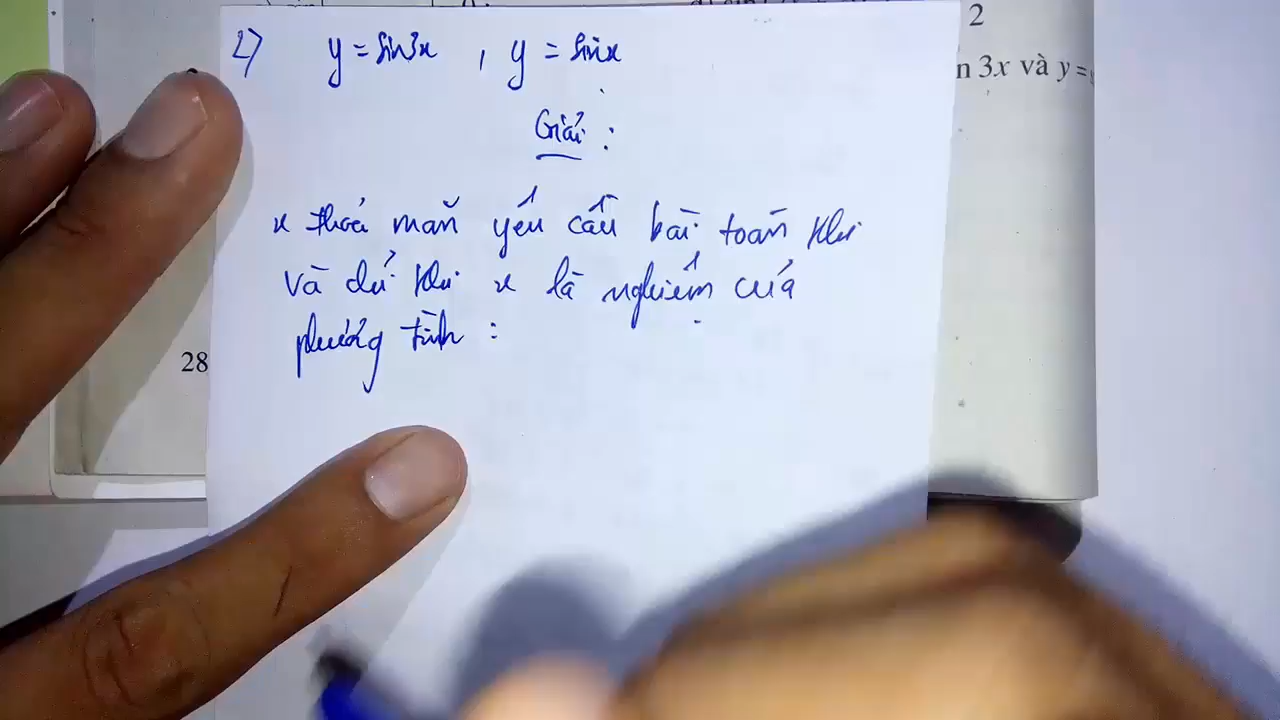 2
2) y = sin3x , y = sinx
n 3x và y =
Giải :
x thoả mãn yêu cầu bài toán khi
và chỉ khi x là nghiệm của
phương trình :
28